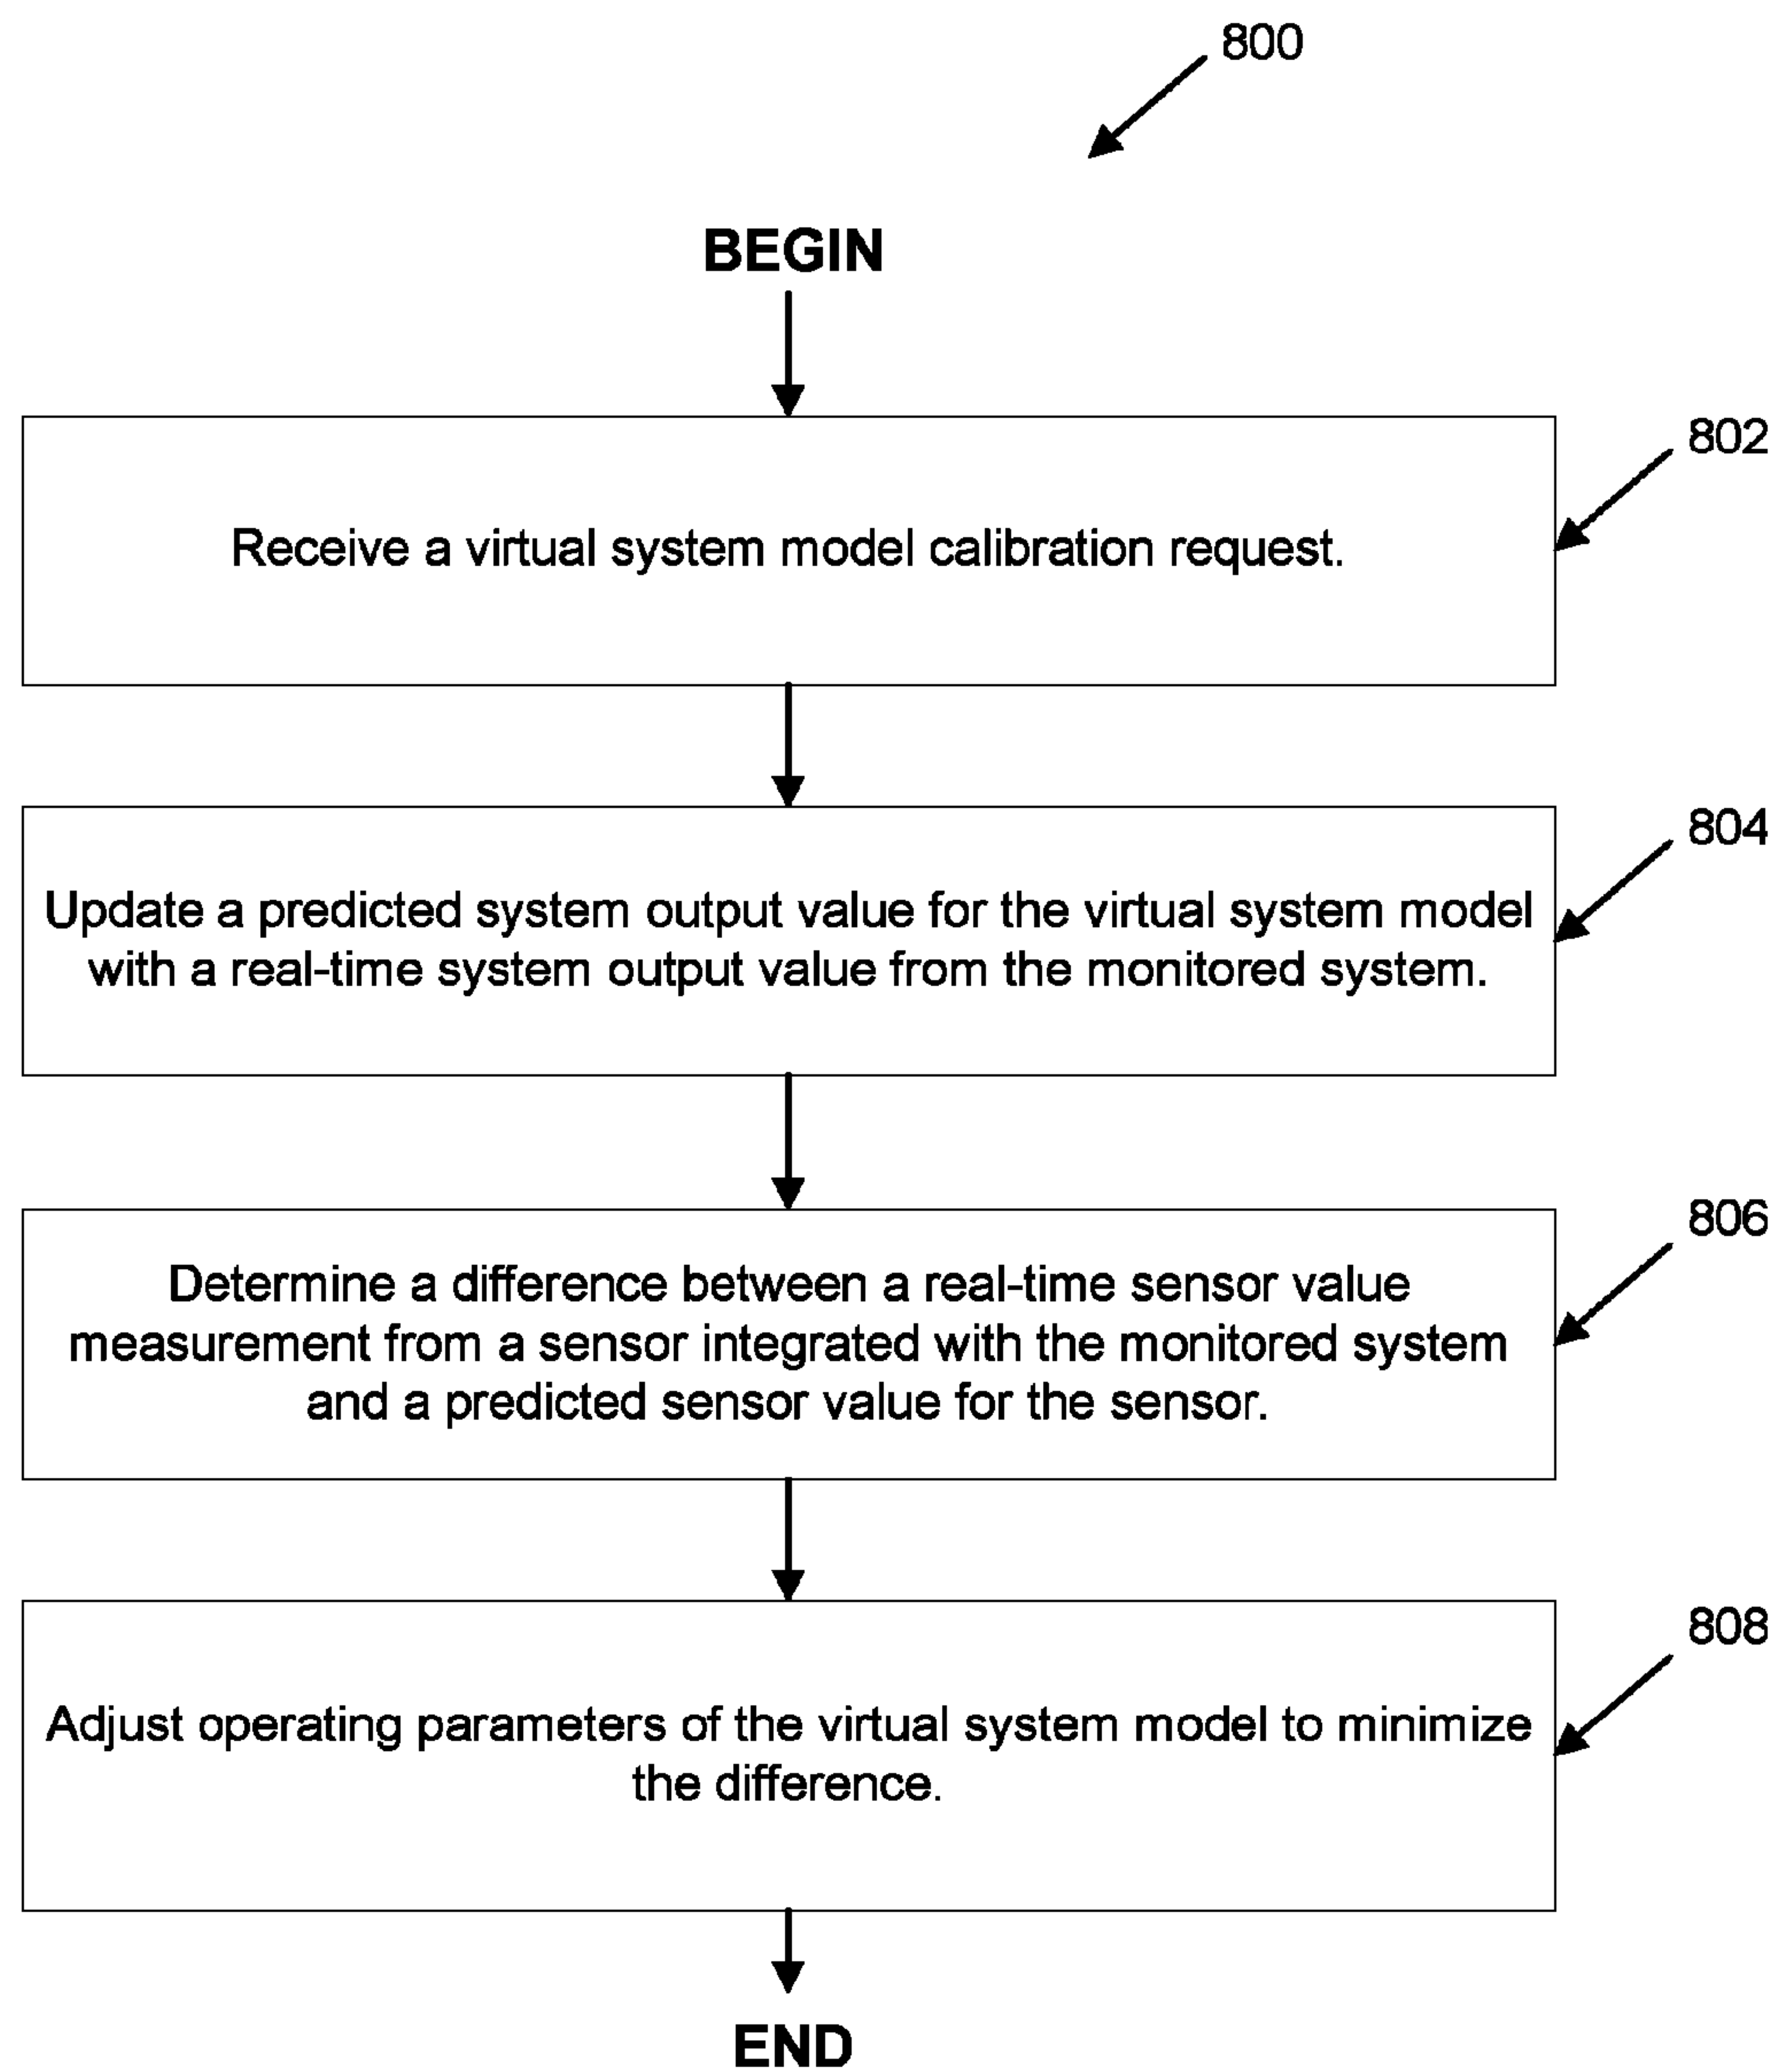 800
BEGIN
802
Receive a virtual system model calibration request.
804
Update a predicted system output value for the virtual system model
with a real-time system output value from the monitored system.
806
Determine a difference between a real-time sensor value
measurement from a sensor integrated with the monitored system
and a predicted sensor value for the sensor.
808
Adjust operating parameters of the virtual system model to minimize
the difference.
END